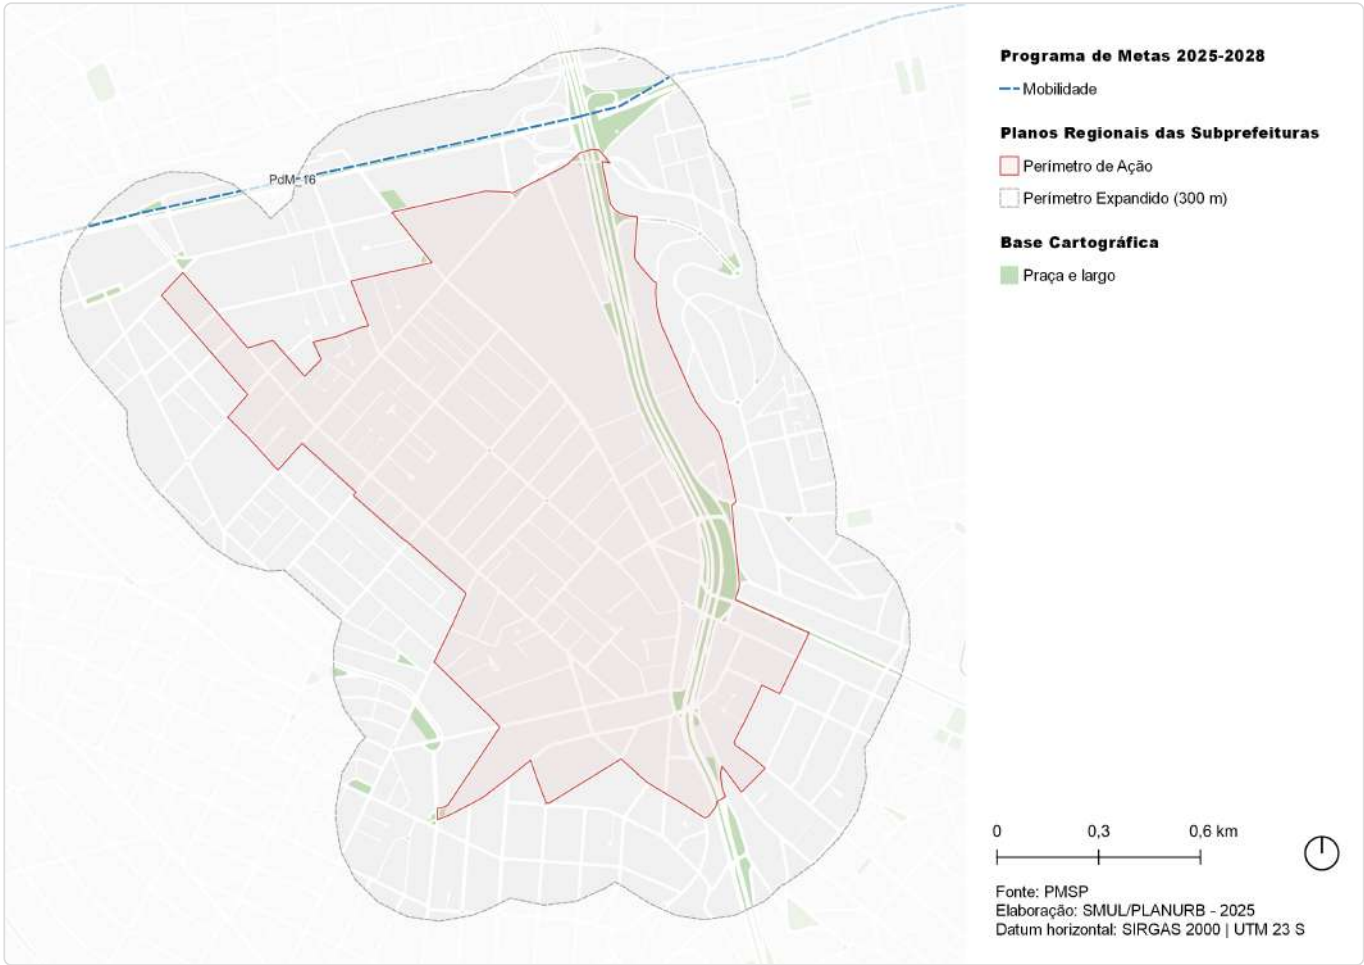 Programa de Metas 2025-2028
Mobilidade
Planos Regionais das Subprefeituras
Perímetro de Ação
Perímetro Expandido (300 m)
Base Cartográfica
Praça e largo
PdM_16
0 0,3 0,6 km
Fonte: PMSP
Elaboração: SMUL/PLANURB - 2025
Datum horizontal: SIRGAS 2000 | UTM 23 S